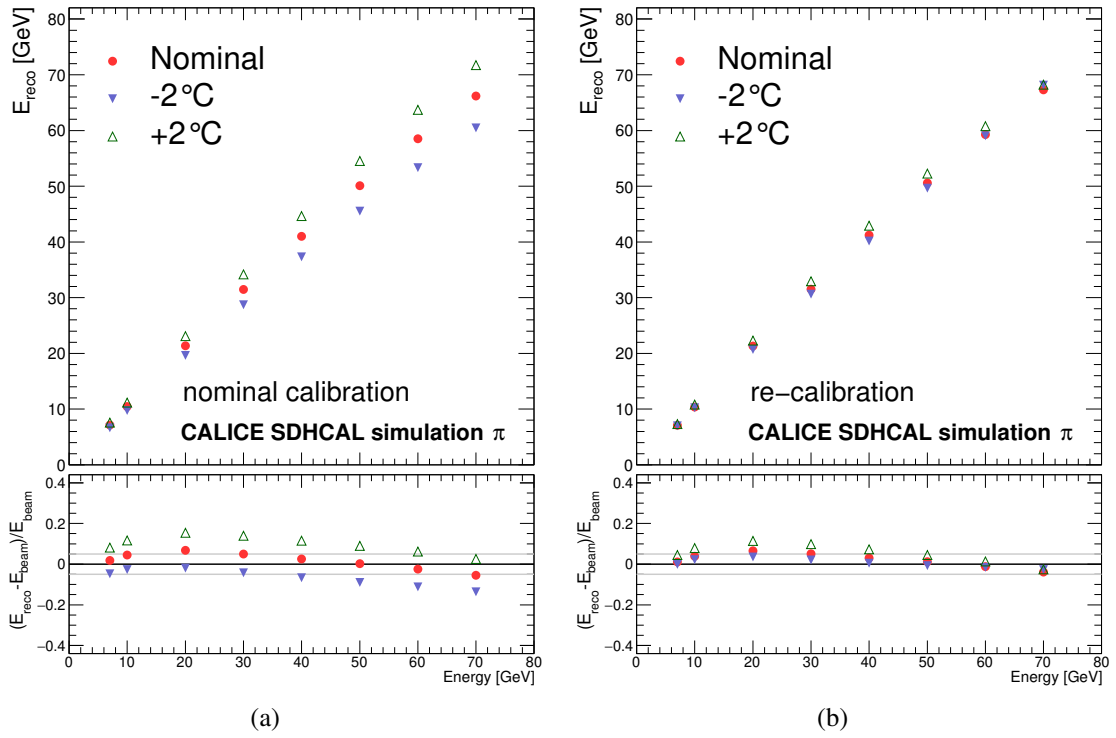 E_reco [GeV]
80
70
60
50
40
30
20
10
0
Nominal
-2°C
+2°C
nominal calibration
CALICE SDHCAL simulation π
(E_reco-E_beam)/E_beam
0.4
0.2
0
−0.2
−0.4
0 10 20 30 40 50 60 70 80
Energy [GeV]
(a)
E_reco [GeV]
80
70
60
50
40
30
20
10
0
Nominal
-2°C
+2°C
re−calibration
CALICE SDHCAL simulation π
(E_reco-E_beam)/E_beam
0.4
0.2
0
−0.2
−0.4
0 10 20 30 40 50 60 70 80
Energy [GeV]
(b)